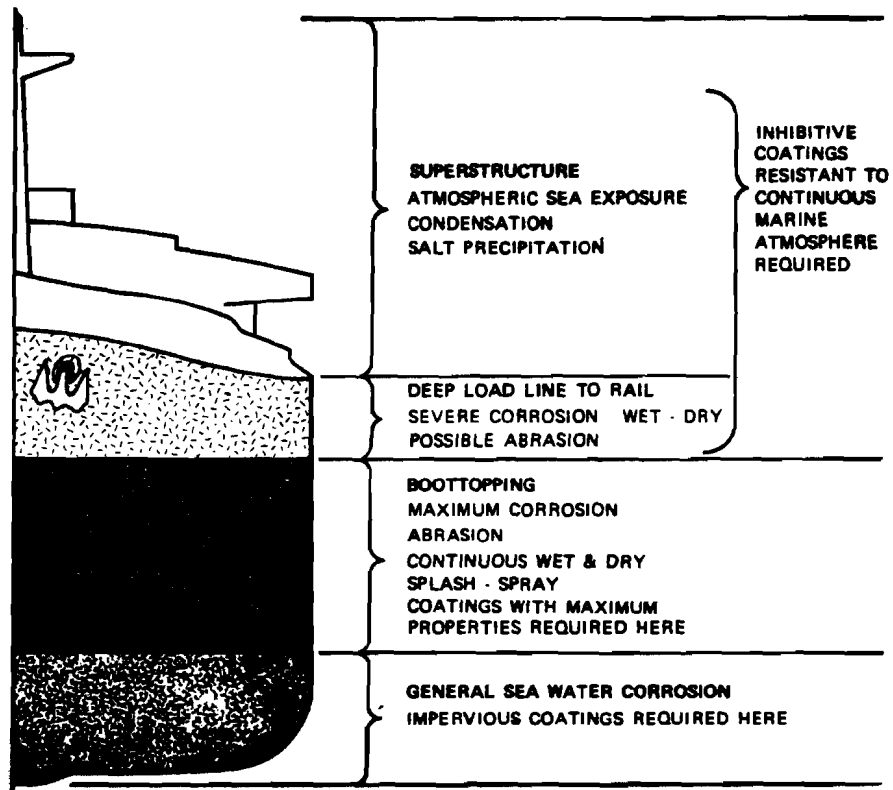 SUPERSTRUCTURE
ATMOSPHERIC SEA EXPOSURE
CONDENSATION
SALT PRECIPITATION
INHIBITIVE
COATINGS
RESISTANT TO
CONTINUOUS
MARINE
ATMOSPHERE
REQUIRED
DEEP LOAD LINE TO RAIL
SEVERE CORROSION WET - DRY
POSSIBLE ABRASION
BOOTTOPPING
MAXIMUM CORROSION
ABRASION
CONTINUOUS WET & DRY
SPLASH - SPRAY
COATINGS WITH MAXIMUM
PROPERTIES REQUIRED HERE
GENERAL SEA WATER CORROSION
IMPERVIOUS COATINGS REQUIRED HERE